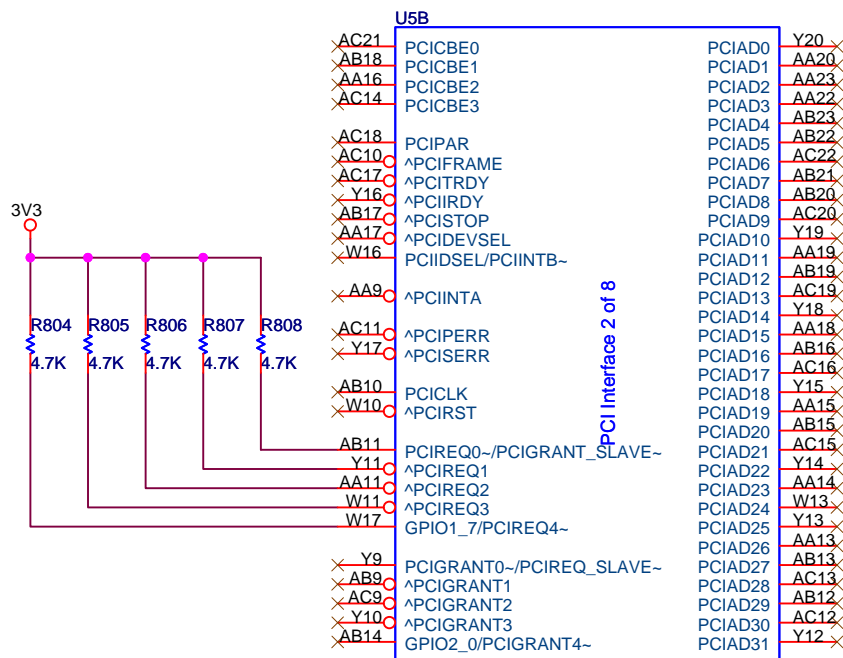 U5B
AC21 PCICBE0 PCIAD0 Y20
AB18 PCICBE1 PCIAD1 AA20
AA16 PCICBE2 PCIAD2 AA23
AC14 PCICBE3 PCIAD3 AA22
PCIAD4 AB23
AC18 PCIPAR PCIAD5 AB22
AC10 ^PCIFRAME PCIAD6 AC22
AC17 ^PCITRDY PCIAD7 AB21
Y16 ^PCIIRDY PCIAD8 AB20
AB17 ^PCISTOP PCIAD9 AC20
AA17 ^PCIDEVSEL PCIAD10 Y19
W16 PCIIDSEL/PCIINTB~ PCIAD11 AA19
PCIAD12 AB19
AA9 ^PCIINTA PCIAD13 AC19
PCIAD14 Y18
AC11 ^PCIPERR PCIAD15 AA18
Y17 ^PCISERR PCIAD16 AB16
PCIAD17 AC16
AB10 PCICLK PCIAD18 Y15
W10 ^PCIRST PCIAD19 AA15
PCIAD20 AB15
AB11 PCIREQ0~/PCIGRANT_SLAVE~ PCIAD21 AC15
Y11 ^PCIREQ1 PCIAD22 Y14
AA11 ^PCIREQ2 PCIAD23 AA14
W11 ^PCIREQ3 PCIAD24 W13
W17 GPIO1_7/PCIREQ4~ PCIAD25 Y13
PCIAD26 AA13
Y9 PCIGRANT0~/PCIREQ_SLAVE~ PCIAD27 AB13
AB9 ^PCIGRANT1 PCIAD28 AC13
AC9 ^PCIGRANT2 PCIAD29 AB12
Y10 ^PCIGRANT3 PCIAD30 AC12
AB14 GPIO2_0/PCIGRANT4~ PCIAD31 Y12
PCI Interface 2 of 8
3V3
R804 R805 R806 R807 R808
4.7K 4.7K 4.7K 4.7K 4.7K